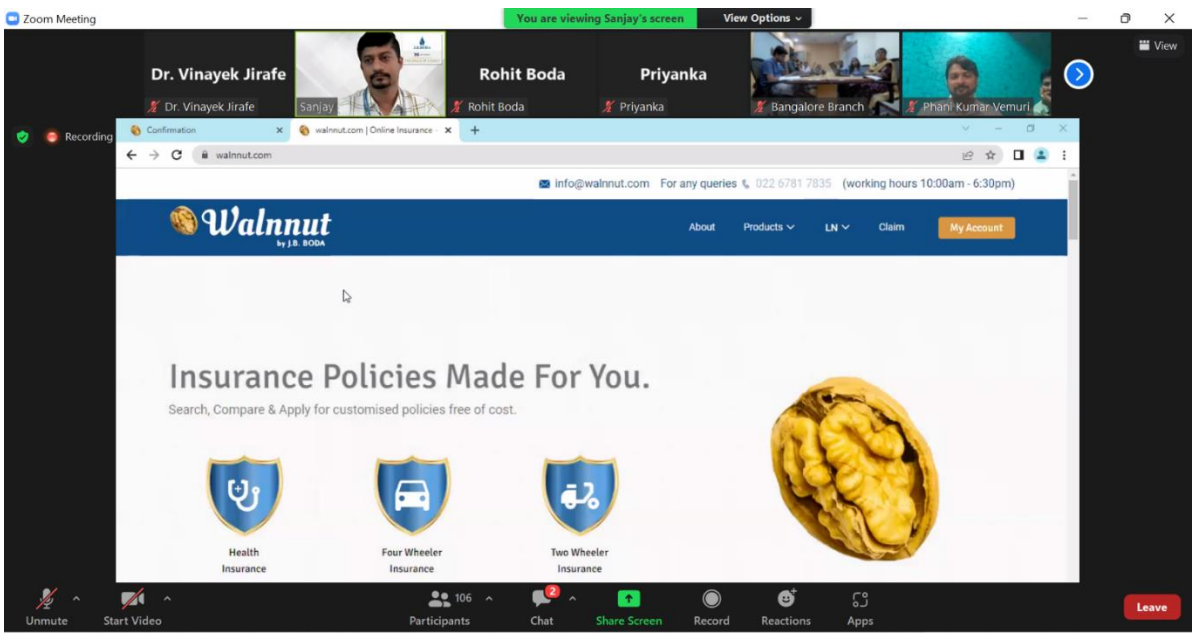 Zoom Meeting
You are viewing Sanjay's screen
View Options
View
Dr. Vinayek Jirafe
Rohit Boda
Priyanka
Dr. Vinayek Jirafe
Sanjay
Rohit Boda
Priyanka
Bangalore Branch
Phani Kumar Vemuri
Recording
Confirmation
walnnut.com | Online Insurance
walnnut.com
info@walnnut.com For any queries 022 6781 7835 (working hours 10:00am - 6:30pm)
Walnnut
by J.B. BODA
About
Products
LN
Claim
My Account
Insurance Policies Made For You.
Search, Compare & Apply for customised policies free of cost.
Health
Insurance
Four Wheeler
Insurance
Two Wheeler
Insurance
Unmute
Start Video
106
Participants
2
Chat
Share Screen
Record
Reactions
Apps
Leave